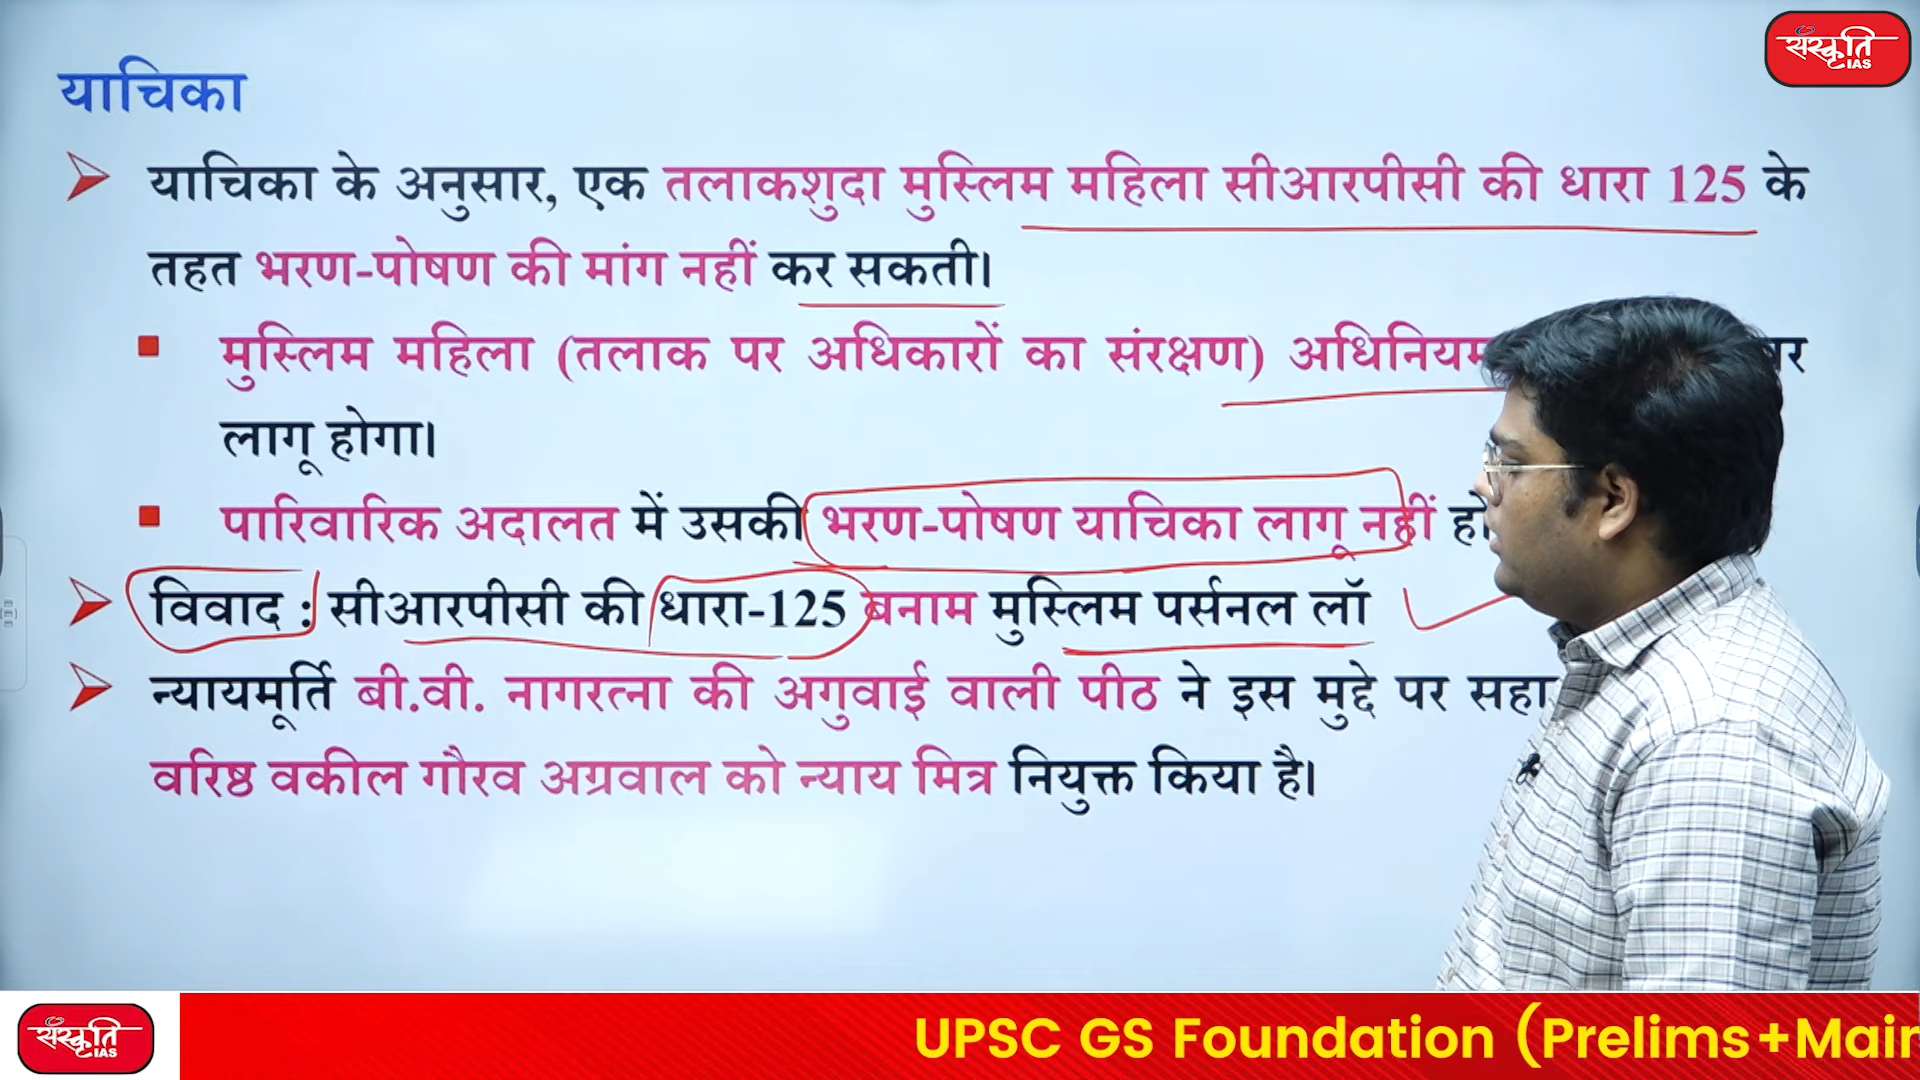 संस्कृति
IAS
याचिका
याचिका के अनुसार, एक तलाकशुदा मुस्लिम महिला सीआरपीसी की धारा 125 के
तहत भरण-पोषण की मांग नहीं कर सकती।
मुस्लिम महिला (तलाक पर अधिकारों का संरक्षण) अधिनियम
लागू होगा।
पारिवारिक अदालत में उसकी भरण-पोषण याचिका लागू नहीं
विवाद : सीआरपीसी की धारा-125 बनाम मुस्लिम पर्सनल लॉ
न्यायमूर्ति बी.वी. नागरत्ना की अगुवाई वाली पीठ ने इस मुद्दे पर
वरिष्ठ वकील गौरव अग्रवाल को न्याय मित्र नियुक्त किया है।
संस्कृति
IAS
UPSC GS Foundation (Prelims+Main